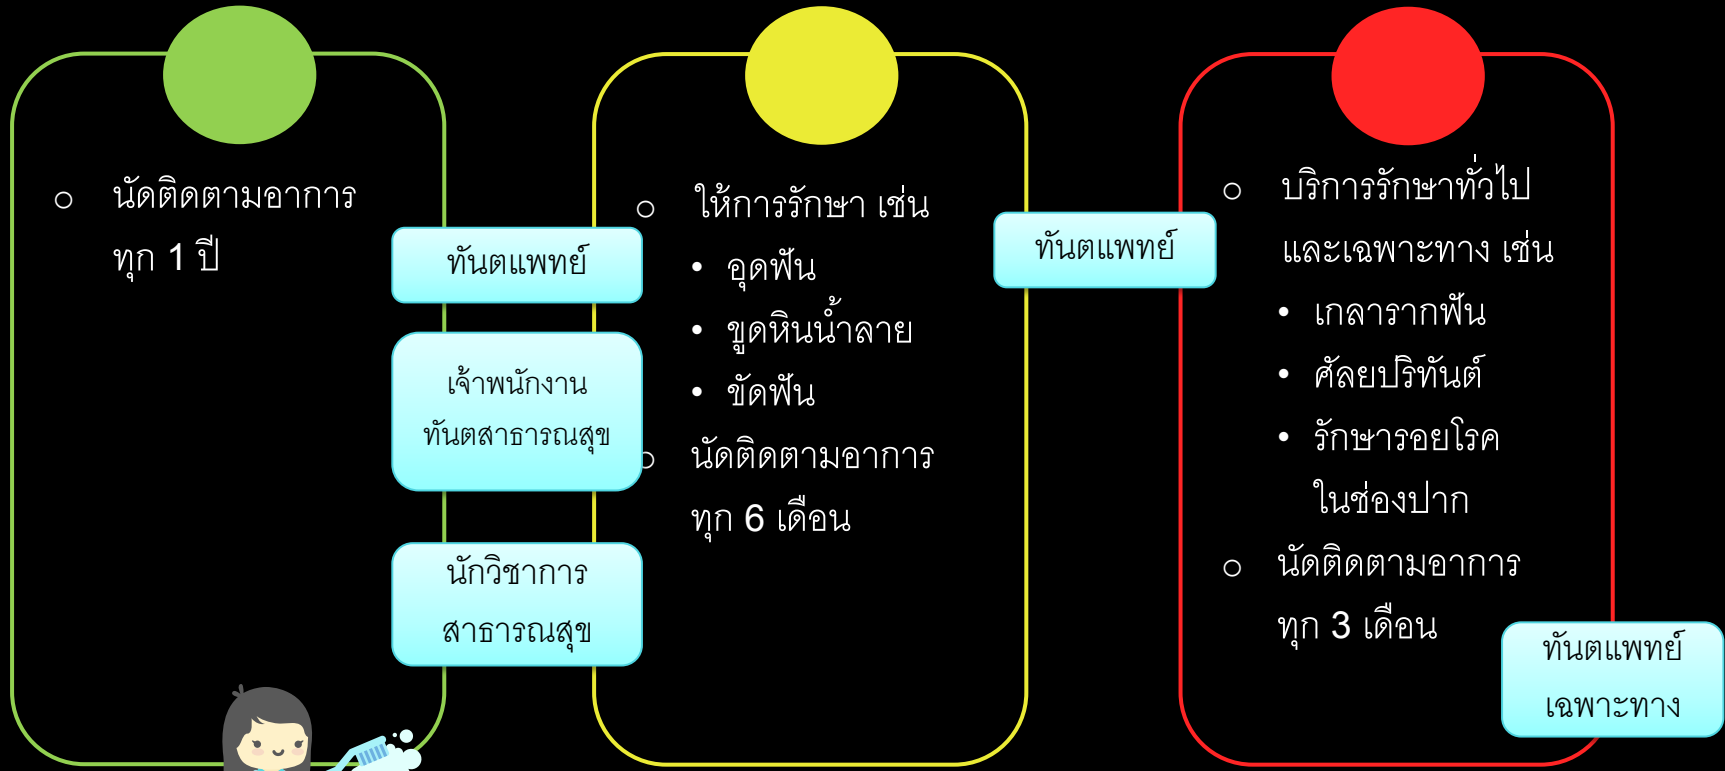 นัดติดตามอาการ
ทุก 1 ปี
ทันตแพทย์
เจ้าพนักงาน
ทันตสาธารณสุข
นักวิชาการ
สาธารณสุข
ให้การรักษา เช่น
• อุดฟัน
• ขูดหินน้ำลาย
• ขัดฟัน
นัดติดตามอาการ
ทุก 6 เดือน
ทันตแพทย์
บริการรักษาทั่วไป
และเฉพาะทาง เช่น
• เกลารากฟัน
• ศัลยปริทันต์
• รักษารอยโรค
ในช่องปาก
นัดติดตามอาการ
ทุก 3 เดือน
ทันตแพทย์
เฉพาะทาง